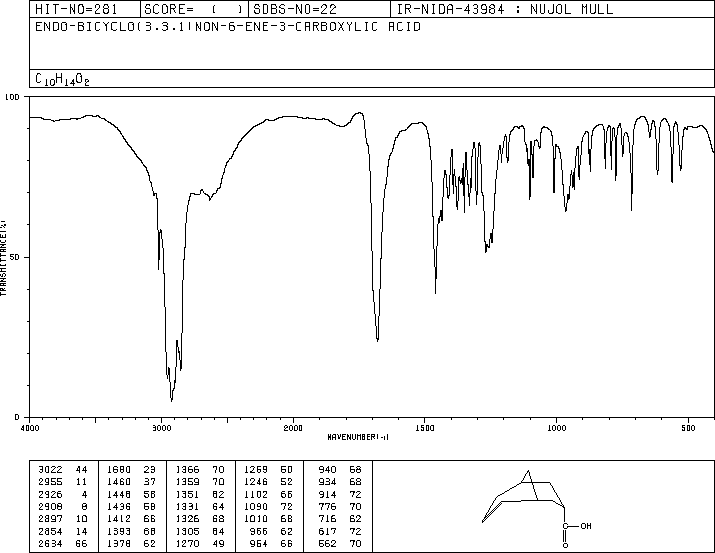 HIT-NO=281 SCORE= ( ) SDBS-NO=22 IR-NIDA-43984 : NUJOL MULL
ENDO-BICYCLO(3.3.1)NON-6-ENE-3-CARBOXYLIC ACID
C10H14O2
100
50
0
TRANSMITTANCE(%)
4000 3000 2000 1500 1000 500
WAVENUMBER(-1)
3022 44 1680 23 1366 70 1269 50 940 68
2955 11 1460 37 1359 70 1246 52 934 68
2926 4 1448 58 1351 62 1102 66 914 72
2908 8 1436 58 1331 64 1090 72 776 70
2897 10 1412 66 1326 68 1010 68 716 62
2854 14 1393 68 1305 64 966 62 617 72
2634 66 1378 62 1270 49 964 66 562 70
C OH
O